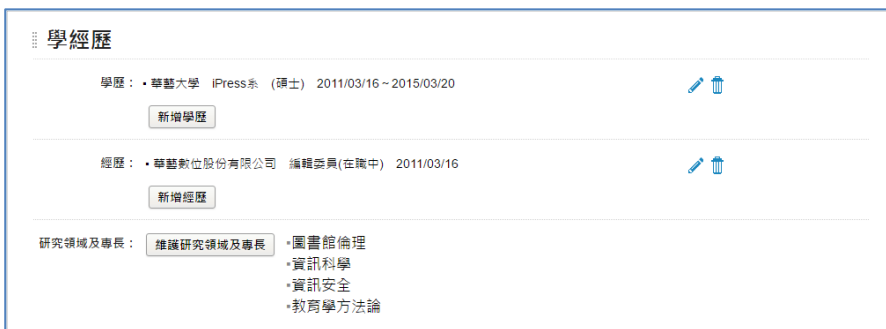 學經歷
學歷： •華藝大學　iPress系　(碩士)　2011/03/16～2015/03/20
新增學歷
經歷： •華藝數位股份有限公司　編輯委員(在職中)　2011/03/16
新增經歷
研究領域及專長： 維護研究領域及專長 •圖書館倫理
•資訊科學
•資訊安全
•教育學方法論